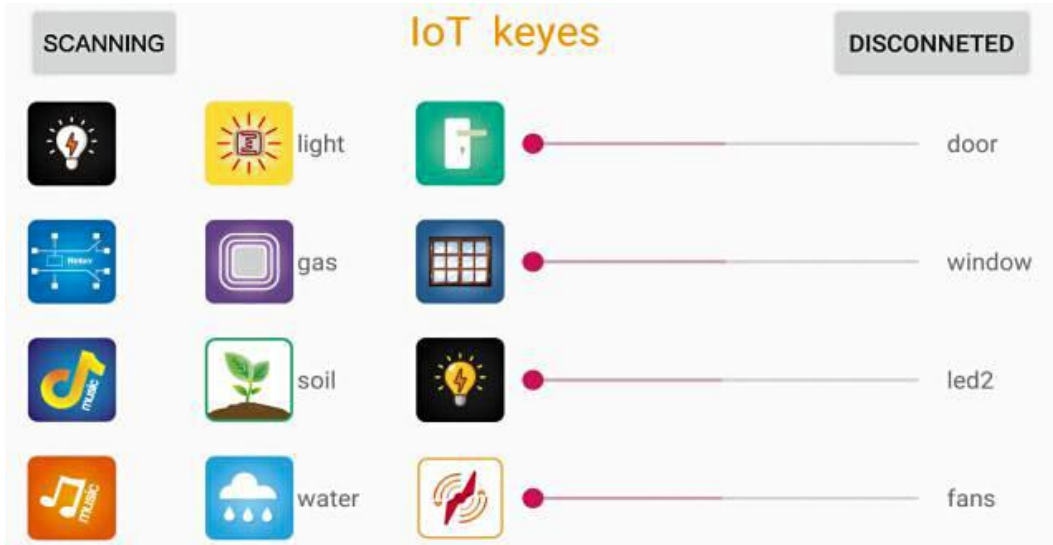 SCANNING
IoT keyes
DISCONNETED
light
door
Relay
gas
window
music
soil
led2
music
water
fans